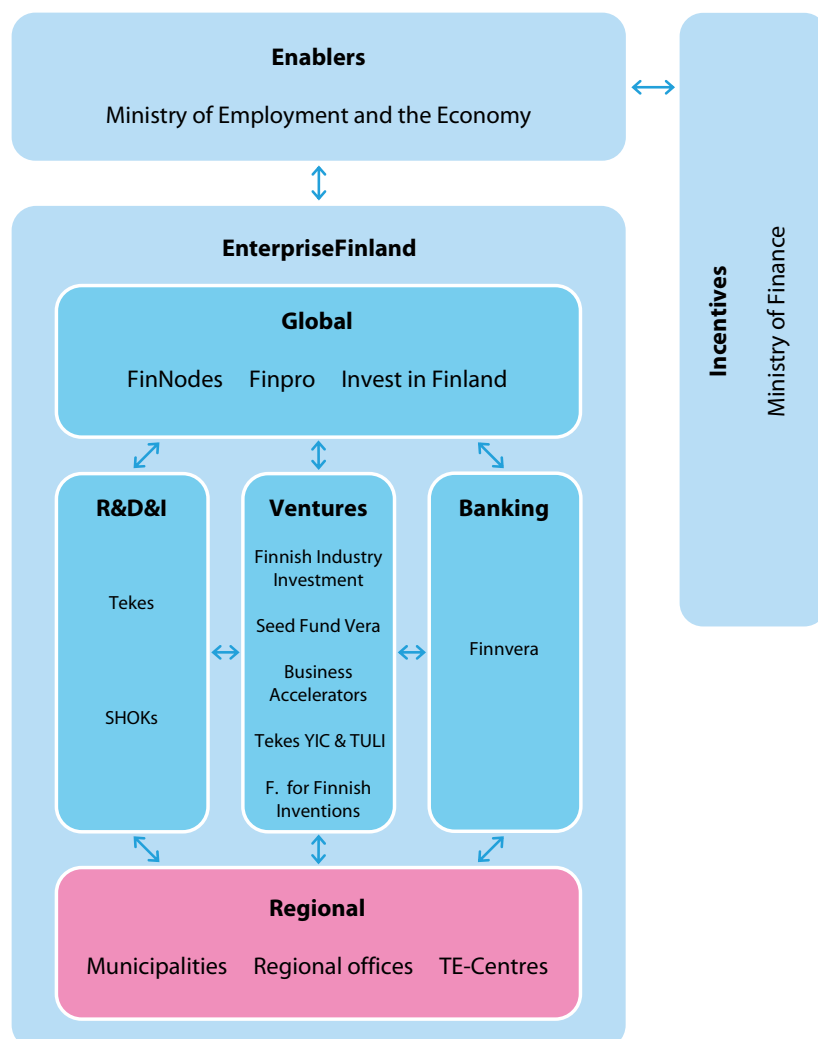 Enablers
Ministry of Employment and the Economy
Incentives
Ministry of Finance
EnterpriseFinland
Global
FinNodes Finpro Invest in Finland
R&D&I
Tekes
SHOKs
Ventures
Finnish Industry
Investment
Seed Fund Vera
Business
Accelerators
Tekes YIC & TULI
F. for Finnish
Inventions
Banking
Finnvera
Regional
Municipalities Regional offices TE-Centres